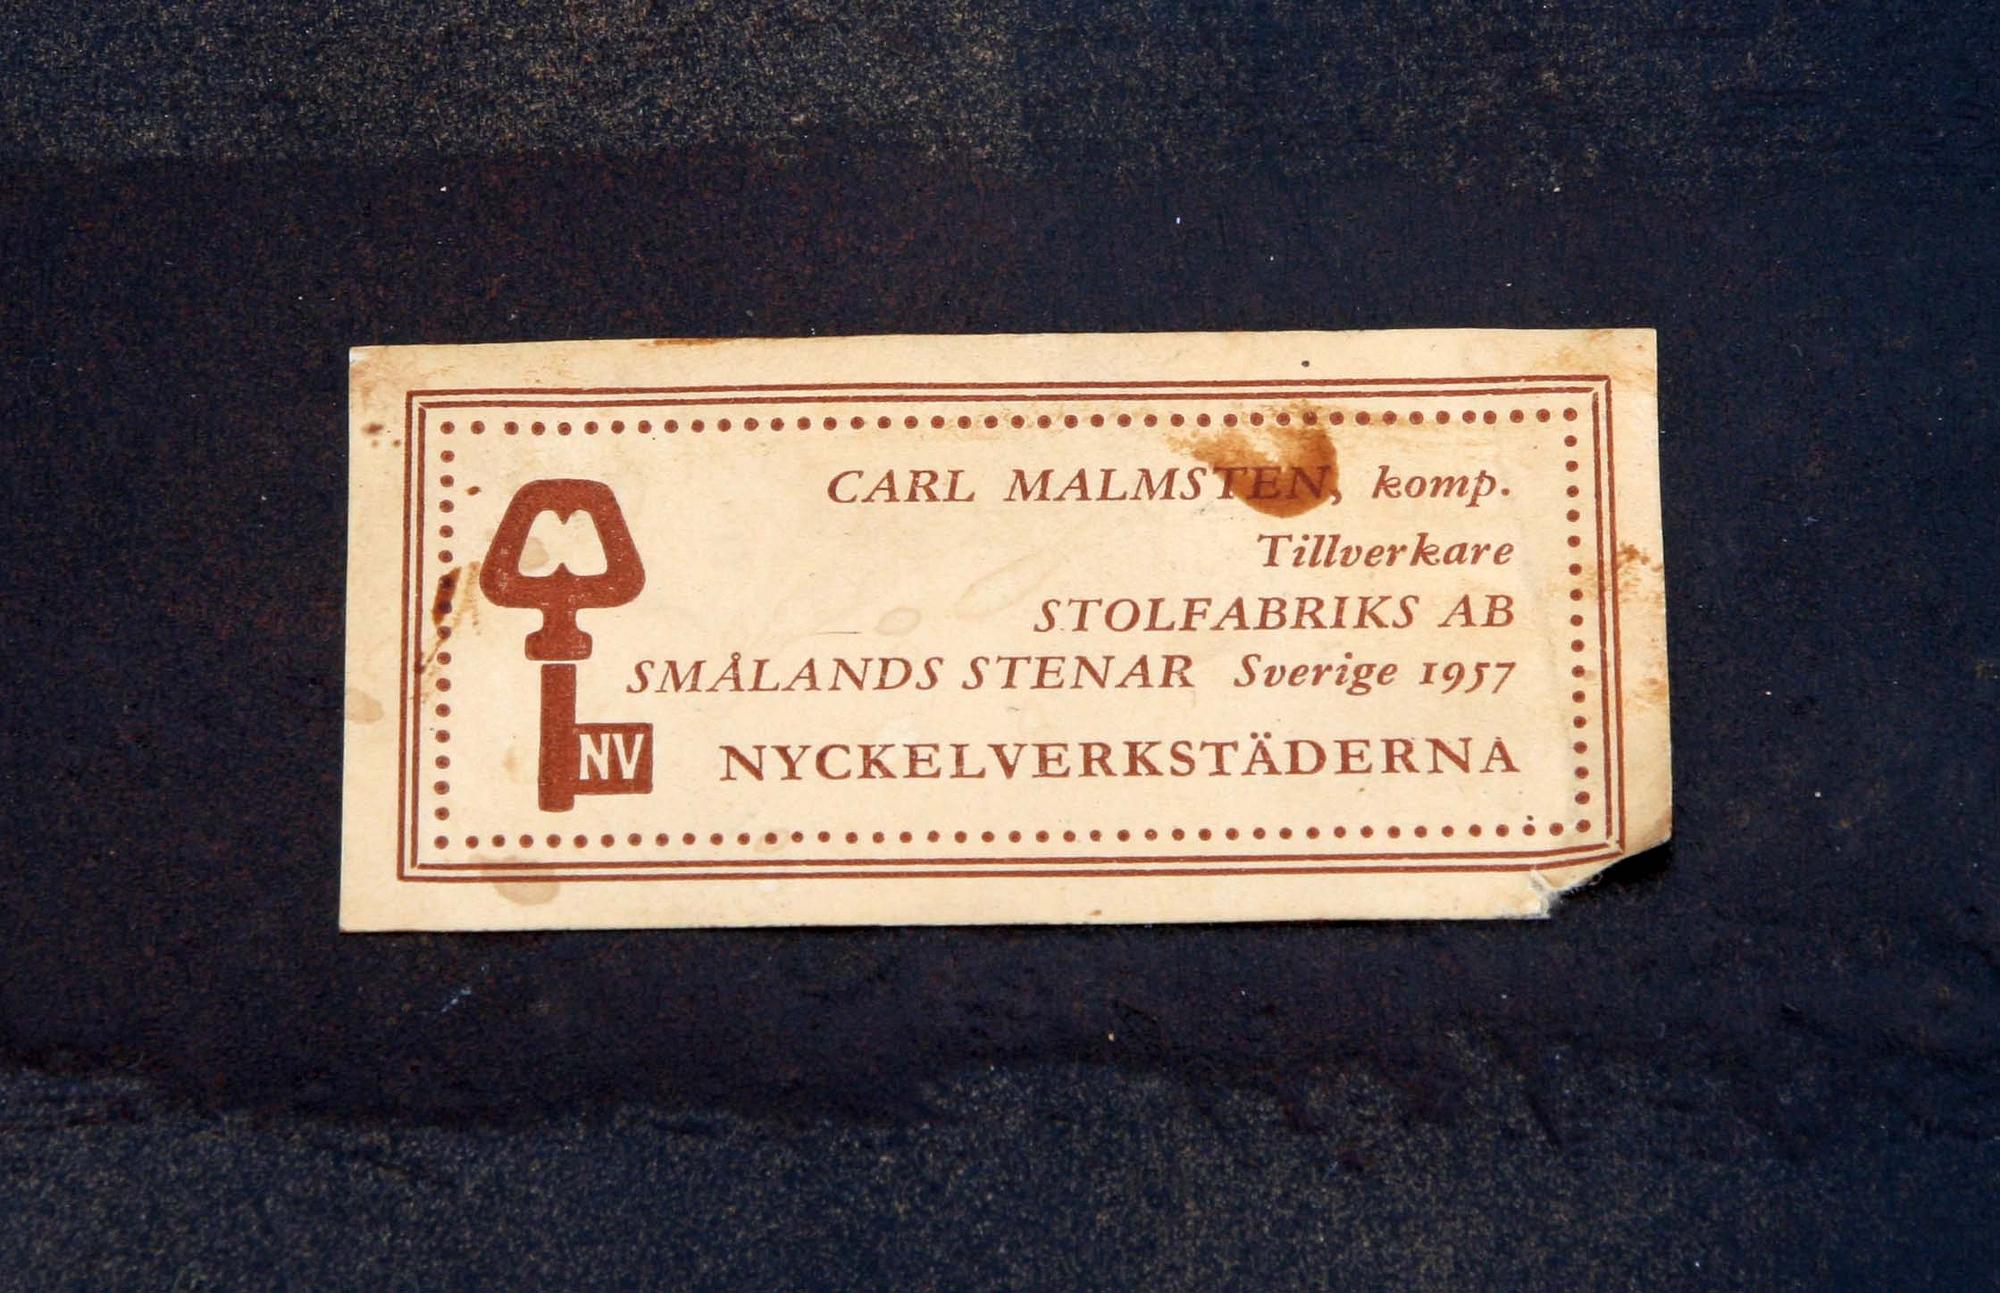 CARL MALMSTEN, komp.
Tillverkare
STOLFABRIKS AB
SMÅLANDS STENAR Sverige 1957
NV
NYCKELVERKSTÄDERNA